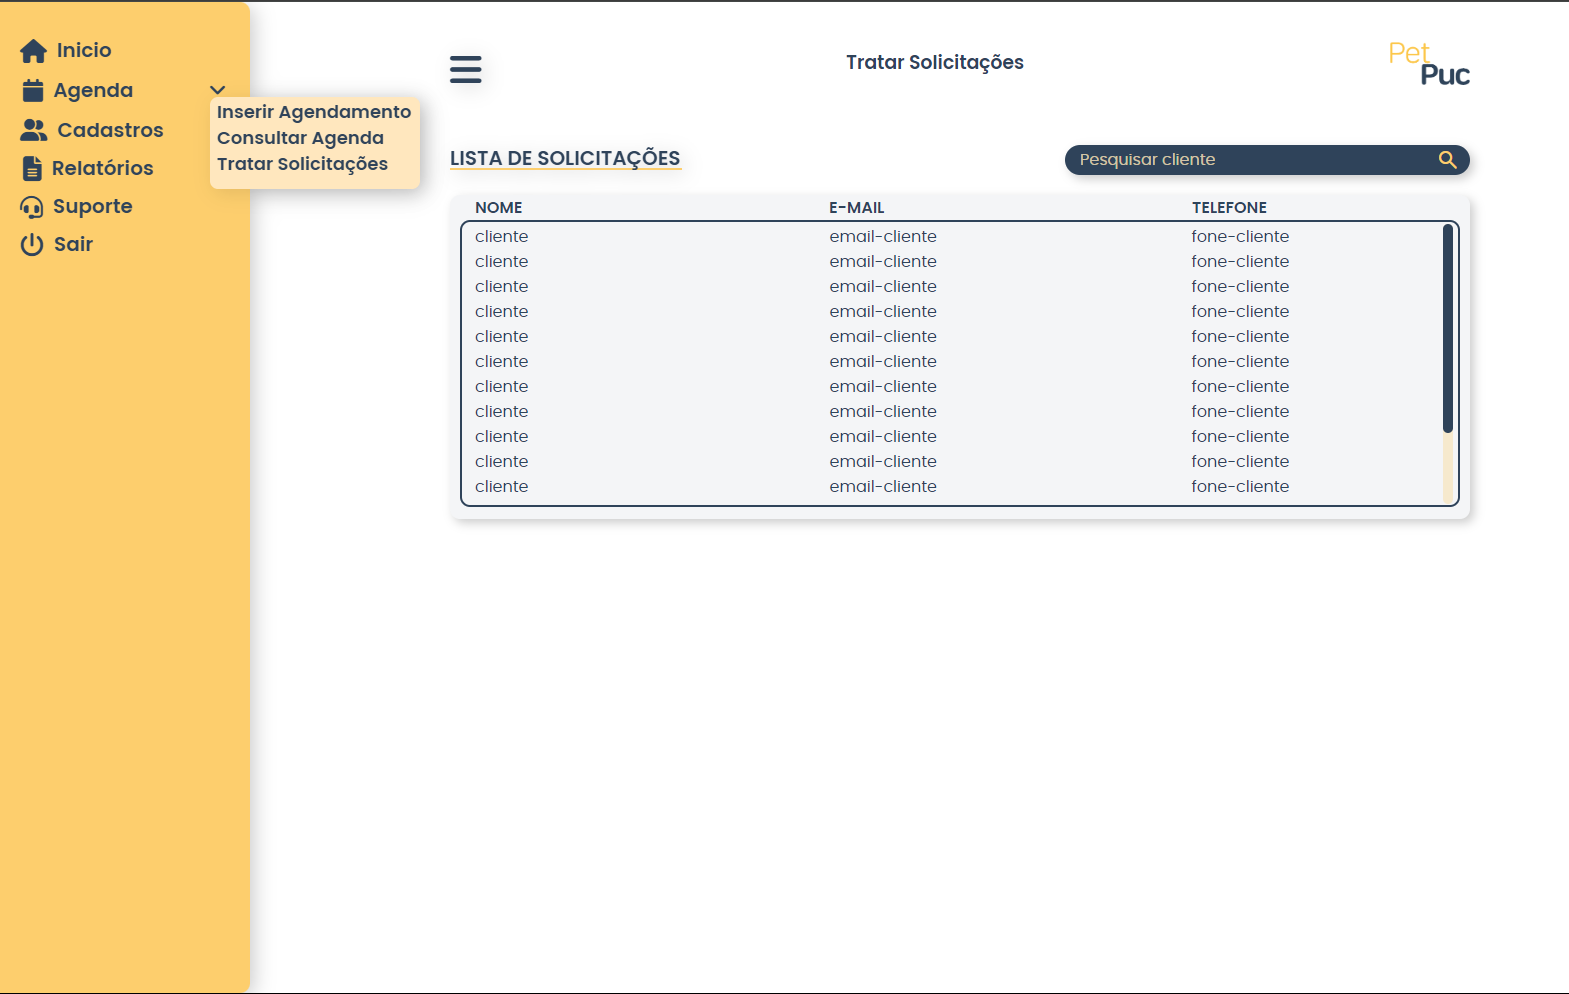 Inicio
Agenda
Cadastros
Relatórios
Suporte
Sair
Inserir Agendamento
Consultar Agenda
Tratar Solicitações
Tratar Solicitações
Pet
Puc
LISTA DE SOLICITAÇÕES
Pesquisar cliente
NOME E-MAIL TELEFONE
cliente email-cliente fone-cliente
cliente email-cliente fone-cliente
cliente email-cliente fone-cliente
cliente email-cliente fone-cliente
cliente email-cliente fone-cliente
cliente email-cliente fone-cliente
cliente email-cliente fone-cliente
cliente email-cliente fone-cliente
cliente email-cliente fone-cliente
cliente email-cliente fone-cliente
cliente email-cliente fone-cliente